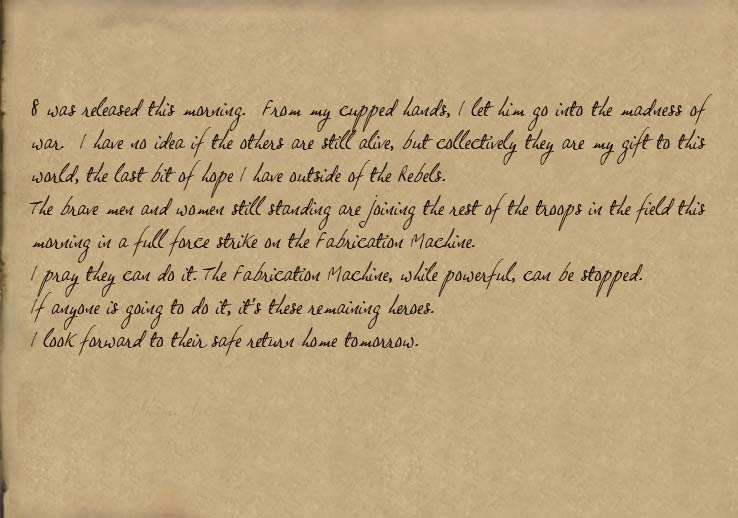 8 was released this morning. From my cupped hands, I let him go into the madness of
war. I have no idea if the others are still alive, but collectively they are my gift to this
world, the last bit of hope I have outside of the Rebels.
The brave men and women still standing are joining the rest of the troops in the field this
morning in a full force strike on the Fabrication Machine.
I pray they can do it. The Fabrication Machine, while powerful, can be stopped.
If anyone is going to do it, it's these remaining heroes.
I look forward to their safe return home tomorrow.